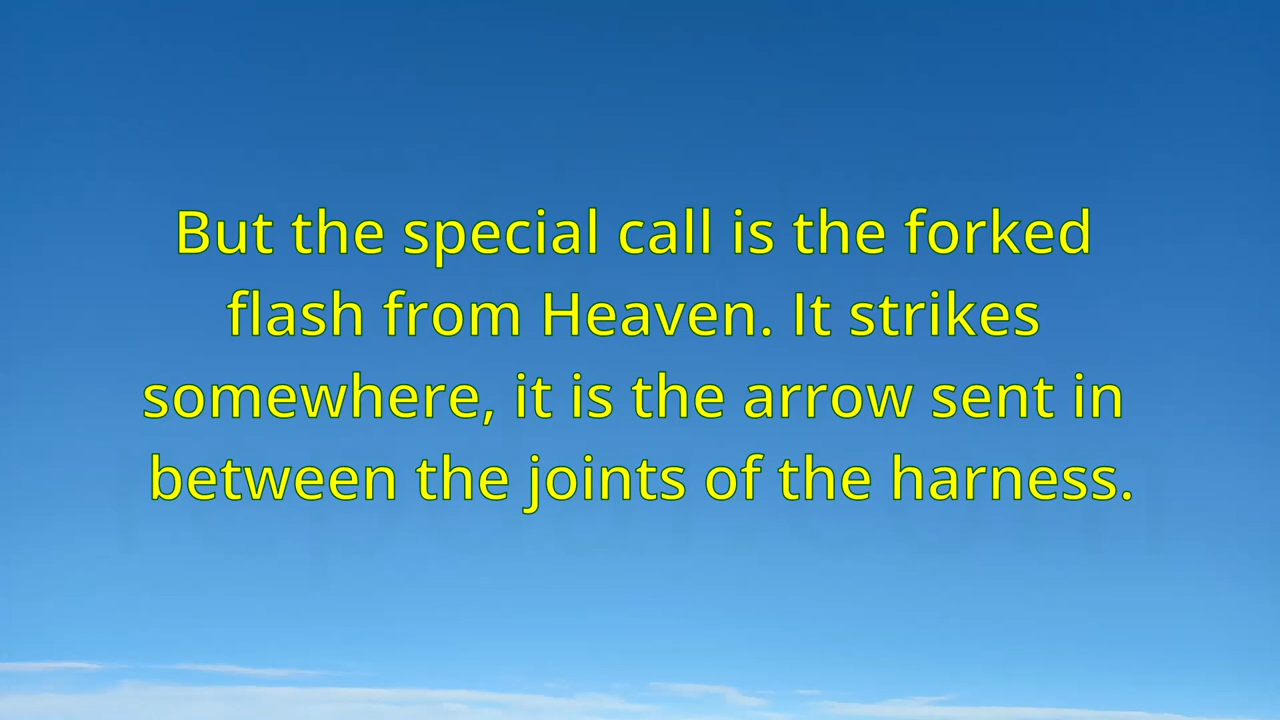 But the special call is the forked
flash from Heaven. It strikes
somewhere, it is the arrow sent in
between the joints of the harness.